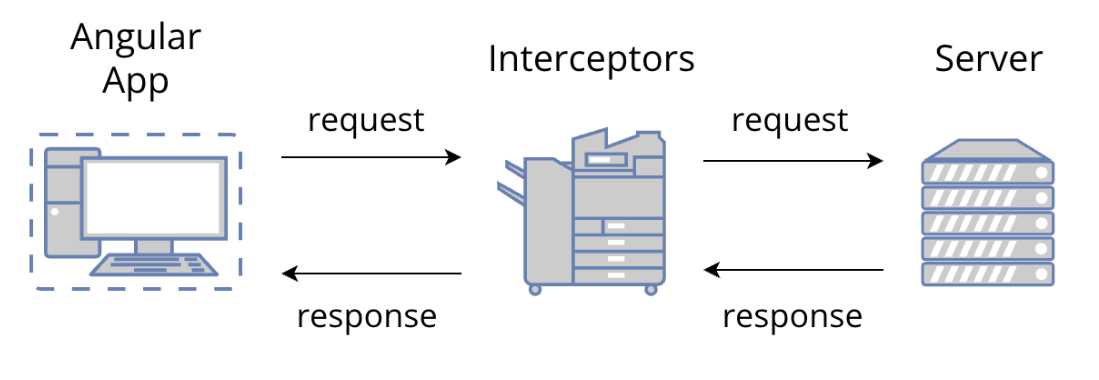 Angular
App
Interceptors
Server
request
request
response
response